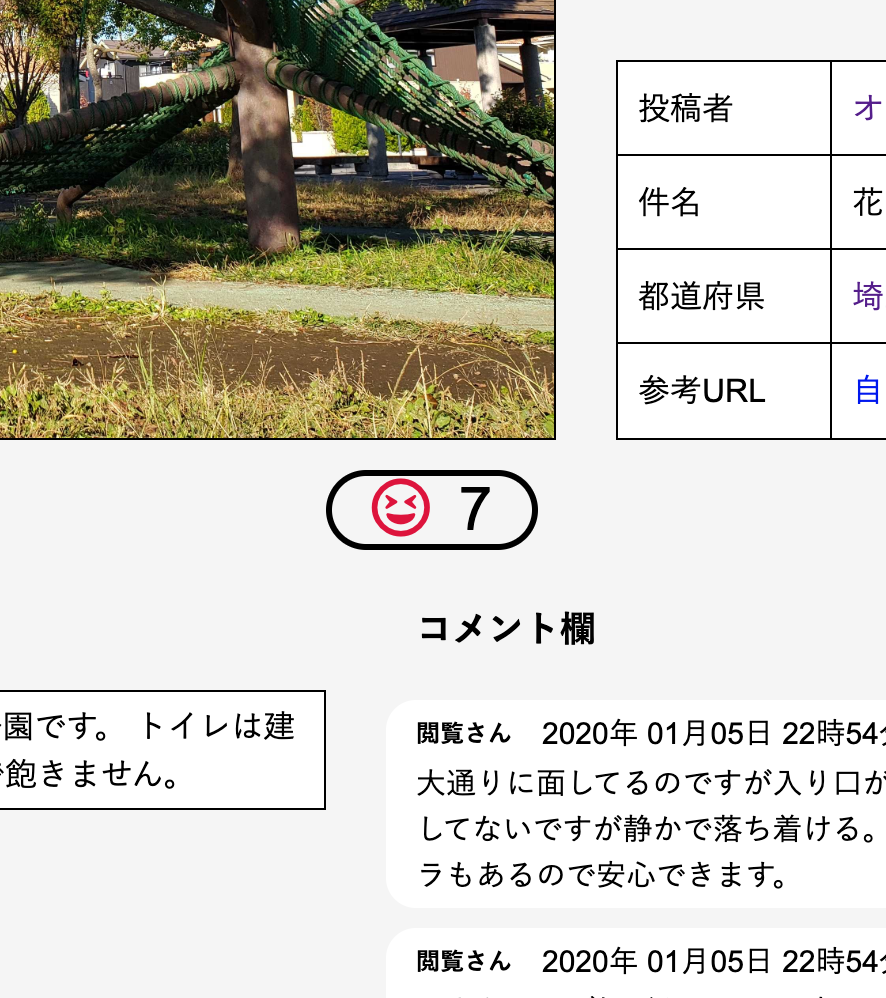 投稿者 オ
件名 花
都道府県 埼
参考URL 自
7
コメント欄
園です。 トイレは建
飽きません。
閲覧さん 2020年 01月05日 22時54
大通りに面してるのですが入り口が
してないですが静かで落ち着ける。
ラもあるので安心できます。
閲覧さん 2020年 01月05日 22時54